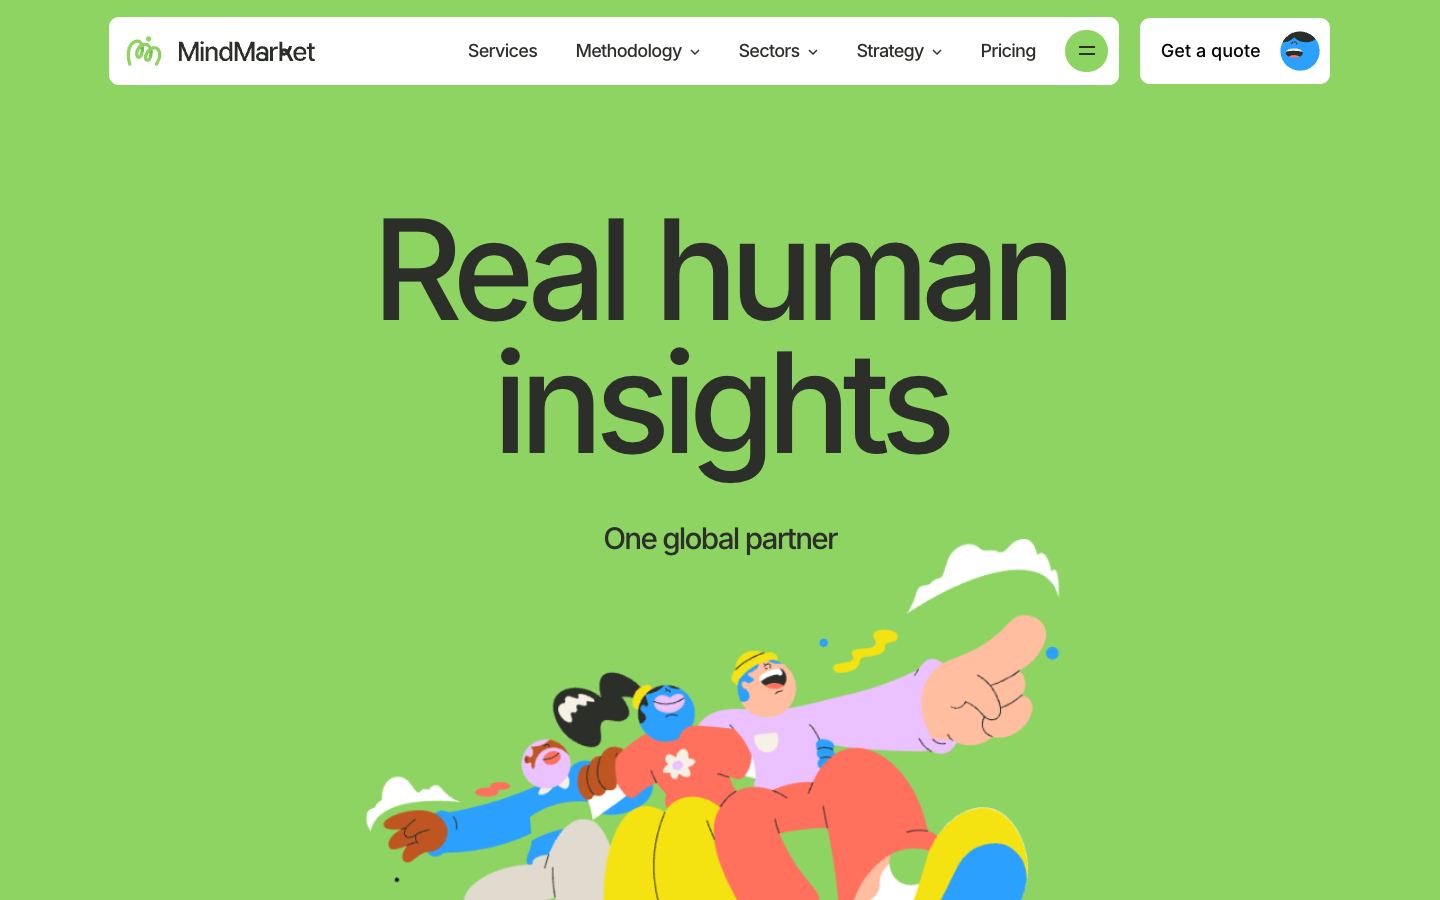 MindMarket
Services Methodology Sectors Strategy Pricing
Get a quote
Real human
insights
One global partner